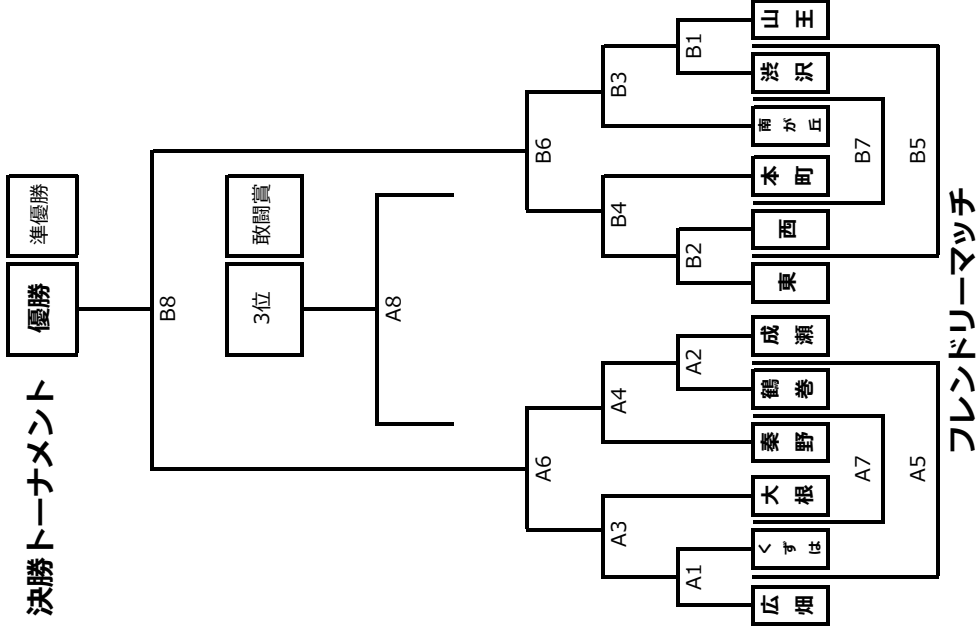 決勝トーナメント
優勝
準優勝
B8
3位
敢闘賞
A8
A6
B6
A3
A4
B4
B3
A1
A2
B2
B1
広畑
くずは
大根
秦野
鶴巻
成瀬
東
西
本町
南が丘
渋沢
山王
A7
B7
A5
B5
フレンドリーマッチ